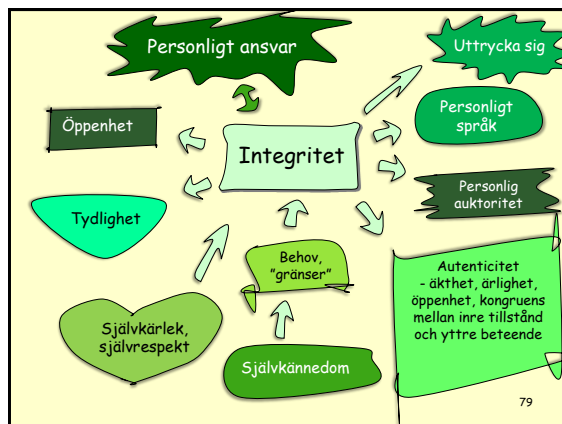 Personligt ansvar
Uttrycka sig
Öppenhet
Personligt
språk
Integritet
Personlig
auktoritet
Tydlighet
Behov,
"gränser"
Autenticitet
- äkthet, ärlighet,
öppenhet, kongruens
mellan inre tillstånd
och yttre beteende
Självkärlek,
självrespekt
Självkännedom
79